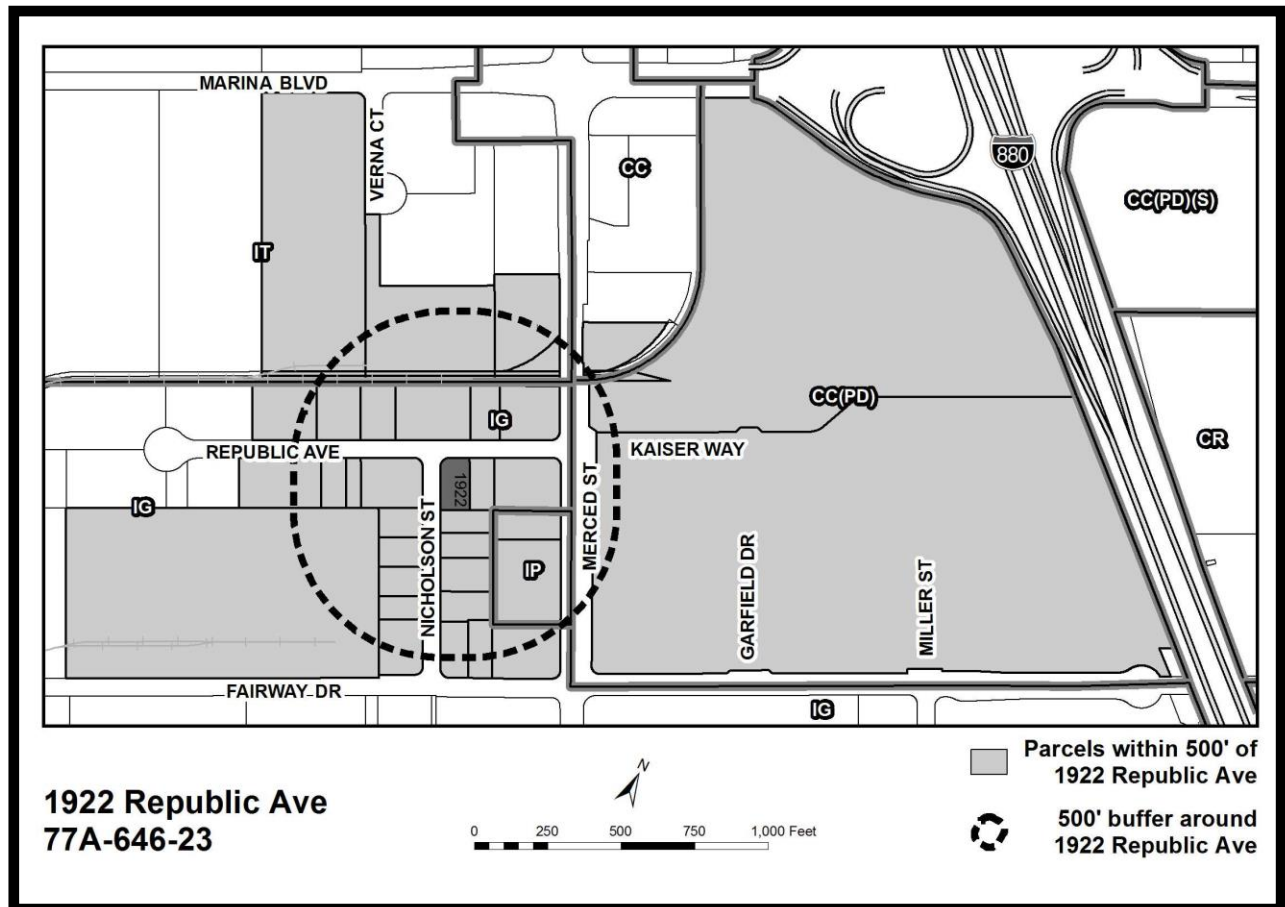 MARINA BLVD
VERNA CT
CC
880
CC(PD)(S)
IT
CC(PD)
IG
REPUBLIC AVE
KAISER WAY
CR
1922
IG
NICHOLSON ST
MERCED ST
IP
GARFIELD DR
MILLER ST
FAIRWAY DR
IG
1922 Republic Ave
77A-646-23
N
0 250 500 750 1,000 Feet
Parcels within 500' of
1922 Republic Ave
500' buffer around
1922 Republic Ave